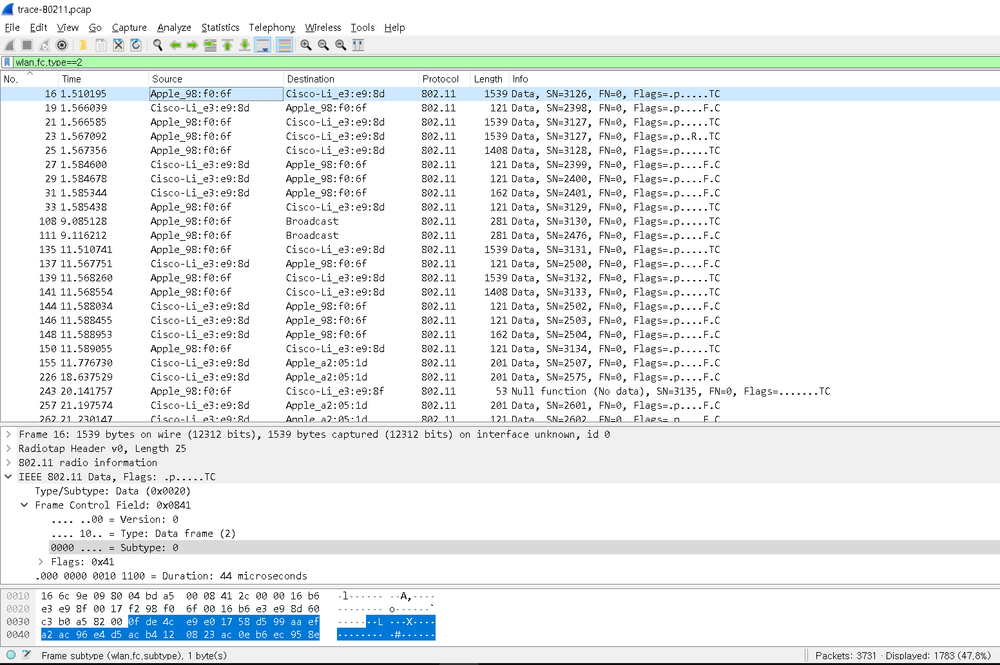 trace-80211.pcap
File Edit View Go Capture Analyze Statistics Telephony Wireless Tools Help
wlan.fc.type==2
No. Time Source Destination Protocol Length Info
16 1.510195 Apple_98:f0:6f Cisco-Li_e3:e9:8d 802.11 1539 Data, SN=3126, FN=0, Flags=.p.....TC
19 1.566039 Cisco-Li_e3:e9:8d Apple_98:f0:6f 802.11 121 Data, SN=2398, FN=0, Flags=.p....F.C
21 1.566585 Apple_98:f0:6f Cisco-Li_e3:e9:8d 802.11 1539 Data, SN=3127, FN=0, Flags=.p.....TC
23 1.567092 Apple_98:f0:6f Cisco-Li_e3:e9:8d 802.11 1539 Data, SN=3127, FN=0, Flags=.p..R..TC
25 1.567356 Apple_98:f0:6f Cisco-Li_e3:e9:8d 802.11 1408 Data, SN=3128, FN=0, Flags=.p.....TC
27 1.584600 Cisco-Li_e3:e9:8d Apple_98:f0:6f 802.11 121 Data, SN=2399, FN=0, Flags=.p....F.C
29 1.584678 Cisco-Li_e3:e9:8d Apple_98:f0:6f 802.11 121 Data, SN=2400, FN=0, Flags=.p....F.C
31 1.585344 Cisco-Li_e3:e9:8d Apple_98:f0:6f 802.11 162 Data, SN=2401, FN=0, Flags=.p....F.C
33 1.585438 Apple_98:f0:6f Cisco-Li_e3:e9:8d 802.11 121 Data, SN=3129, FN=0, Flags=.p.....TC
108 9.085128 Apple_98:f0:6f Broadcast 802.11 281 Data, SN=3130, FN=0, Flags=.p.....TC
111 9.116212 Apple_98:f0:6f Broadcast 802.11 281 Data, SN=2476, FN=0, Flags=.p....F.C
135 11.510741 Apple_98:f0:6f Cisco-Li_e3:e9:8d 802.11 1539 Data, SN=3131, FN=0, Flags=.p.....TC
137 11.567751 Cisco-Li_e3:e9:8d Apple_98:f0:6f 802.11 121 Data, SN=2500, FN=0, Flags=.p....F.C
139 11.568260 Apple_98:f0:6f Cisco-Li_e3:e9:8d 802.11 1539 Data, SN=3132, FN=0, Flags=.p.....TC
141 11.568554 Apple_98:f0:6f Cisco-Li_e3:e9:8d 802.11 1408 Data, SN=3133, FN=0, Flags=.p.....TC
144 11.588034 Cisco-Li_e3:e9:8d Apple_98:f0:6f 802.11 121 Data, SN=2502, FN=0, Flags=.p....F.C
146 11.588455 Cisco-Li_e3:e9:8d Apple_98:f0:6f 802.11 121 Data, SN=2503, FN=0, Flags=.p....F.C
148 11.588953 Cisco-Li_e3:e9:8d Apple_98:f0:6f 802.11 162 Data, SN=2504, FN=0, Flags=.p....F.C
150 11.589055 Apple_98:f0:6f Cisco-Li_e3:e9:8d 802.11 121 Data, SN=3134, FN=0, Flags=.p.....TC
155 11.776730 Cisco-Li_e3:e9:8d Apple_a2:05:1d 802.11 201 Data, SN=2507, FN=0, Flags=.p....F.C
226 18.637529 Cisco-Li_e3:e9:8d Apple_a2:05:1d 802.11 201 Data, SN=2575, FN=0, Flags=.p....F.C
243 20.141757 Apple_98:f0:6f Cisco-Li_e3:e9:8f 802.11 53 Null function (No data), SN=3135, FN=0, Flags=.......TC
257 21.197574 Cisco-Li_e3:e9:8d Apple_a2:05:1d 802.11 201 Data, SN=2601, FN=0, Flags=.p....F.C
262 21.230147 Cisco-Li_e3:e9:8d Apple_a2:05:1d 802.11 121 Data, SN=2602, FN=0, Flags=.p....F.C
Frame 16: 1539 bytes on wire (12312 bits), 1539 bytes captured (12312 bits) on interface unknown, id 0
Radiotap Header v0, Length 25
802.11 radio information
IEEE 802.11 Data, Flags: .p.....TC
Type/Subtype: Data (0x0020)
Frame Control Field: 0x0841
.... ..00 = Version: 0
.... 10.. = Type: Data frame (2)
0000 .... = Subtype: 0
Flags: 0x41
.000 0000 0010 1100 = Duration: 44 microseconds
0010 16 6c 9e 09 80 04 bd a5 00 08 41 2c 00 00 16 b6 ·l······ ··A,····
0020 e3 e9 8f 00 17 f2 98 f0 6f 00 16 b6 e3 e9 8d 60 ········ o······`
0030 c3 b0 a5 82 00 0f de 4c e9 e0 17 58 d5 99 aa ef ·······L ···X····
0040 a2 ac 96 e4 d5 ac b4 12 08 23 ac 0e b6 ec 95 8e ········ ·#······
Frame subtype (wlan.fc.subtype), 1 byte(s) Packets: 3731 · Displayed: 1783 (47.8%)